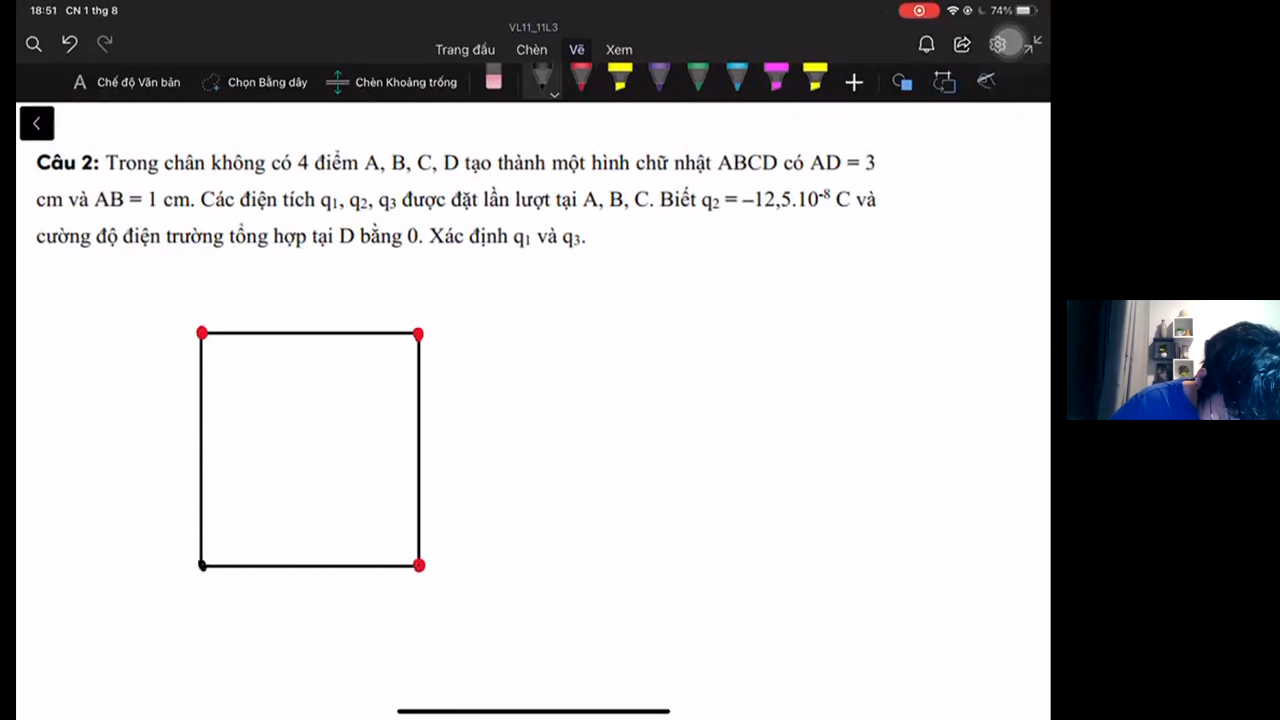 18:51 CN 1 thg 8
74%
VL11_11L3
Trang đầu Chèn Vẽ Xem
A Chế độ Văn bản Chọn Bằng dây Chèn Khoảng trống
Câu 2: Trong chân không có 4 điểm A, B, C, D tạo thành một hình chữ nhật ABCD có AD = 3
cm và AB = 1 cm. Các điện tích q₁, q₂, q₃ được đặt lần lượt tại A, B, C. Biết q₂ = –12,5.10⁻⁸ C và
cường độ điện trường tổng hợp tại D bằng 0. Xác định q₁ và q₃.